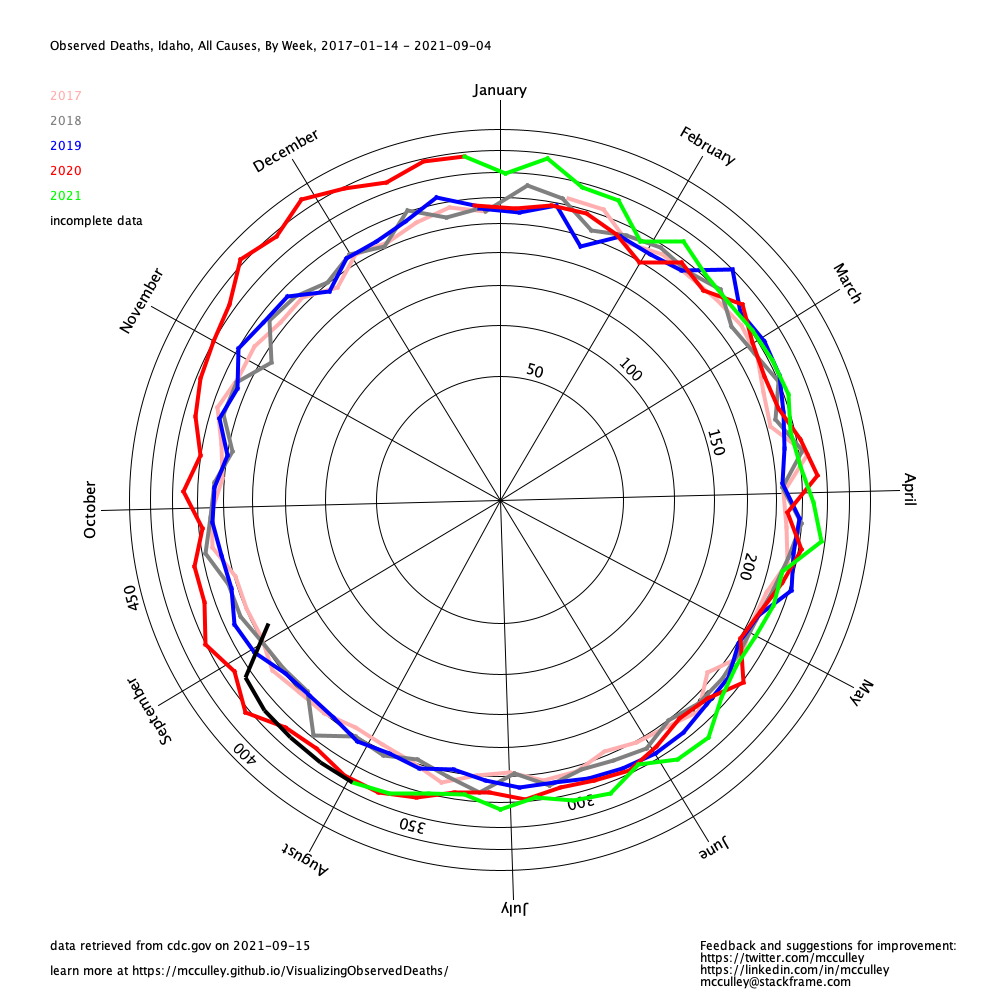 Observed Deaths, Idaho, All Causes, By Week, 2017-01-14 - 2021-09-04
2017
2018
2019
2020
2021
incomplete data
January
February
March
April
May
June
July
August
September
October
November
December
50
100
150
200
300
350
400
450
data retrieved from cdc.gov on 2021-09-15
learn more at https://mcculley.github.io/VisualizingObservedDeaths/
Feedback and suggestions for improvement:
https://twitter.com/mcculley
https://linkedin.com/in/mcculley
mcculley@stackframe.com